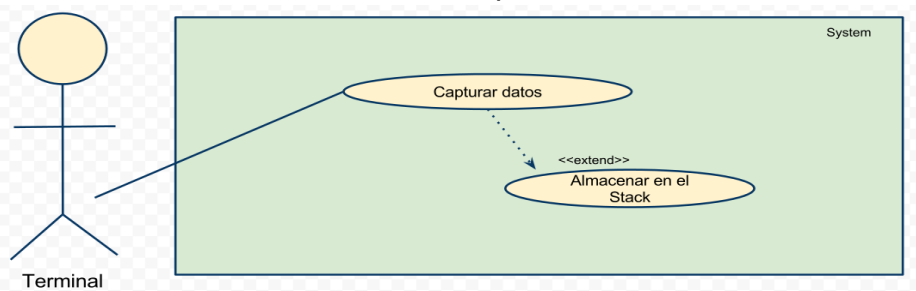 System
Capturar datos
<<extend>>
Almacenar en el
Stack
Terminal